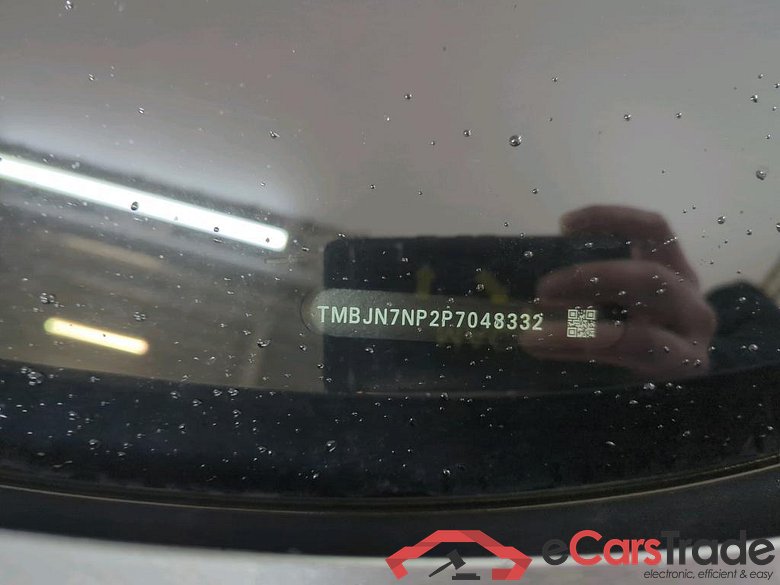 TMBJN7NP2P7048332
eCarsTrade
electronic, efficient & easy